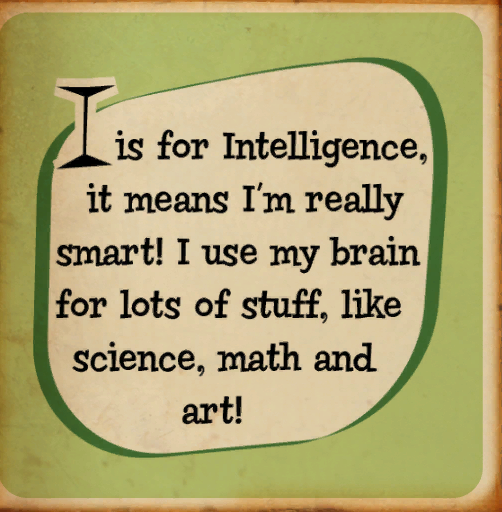 I is for Intelligence,
it means I'm really
smart! I use my brain
for lots of stuff, like
science, math and
art!